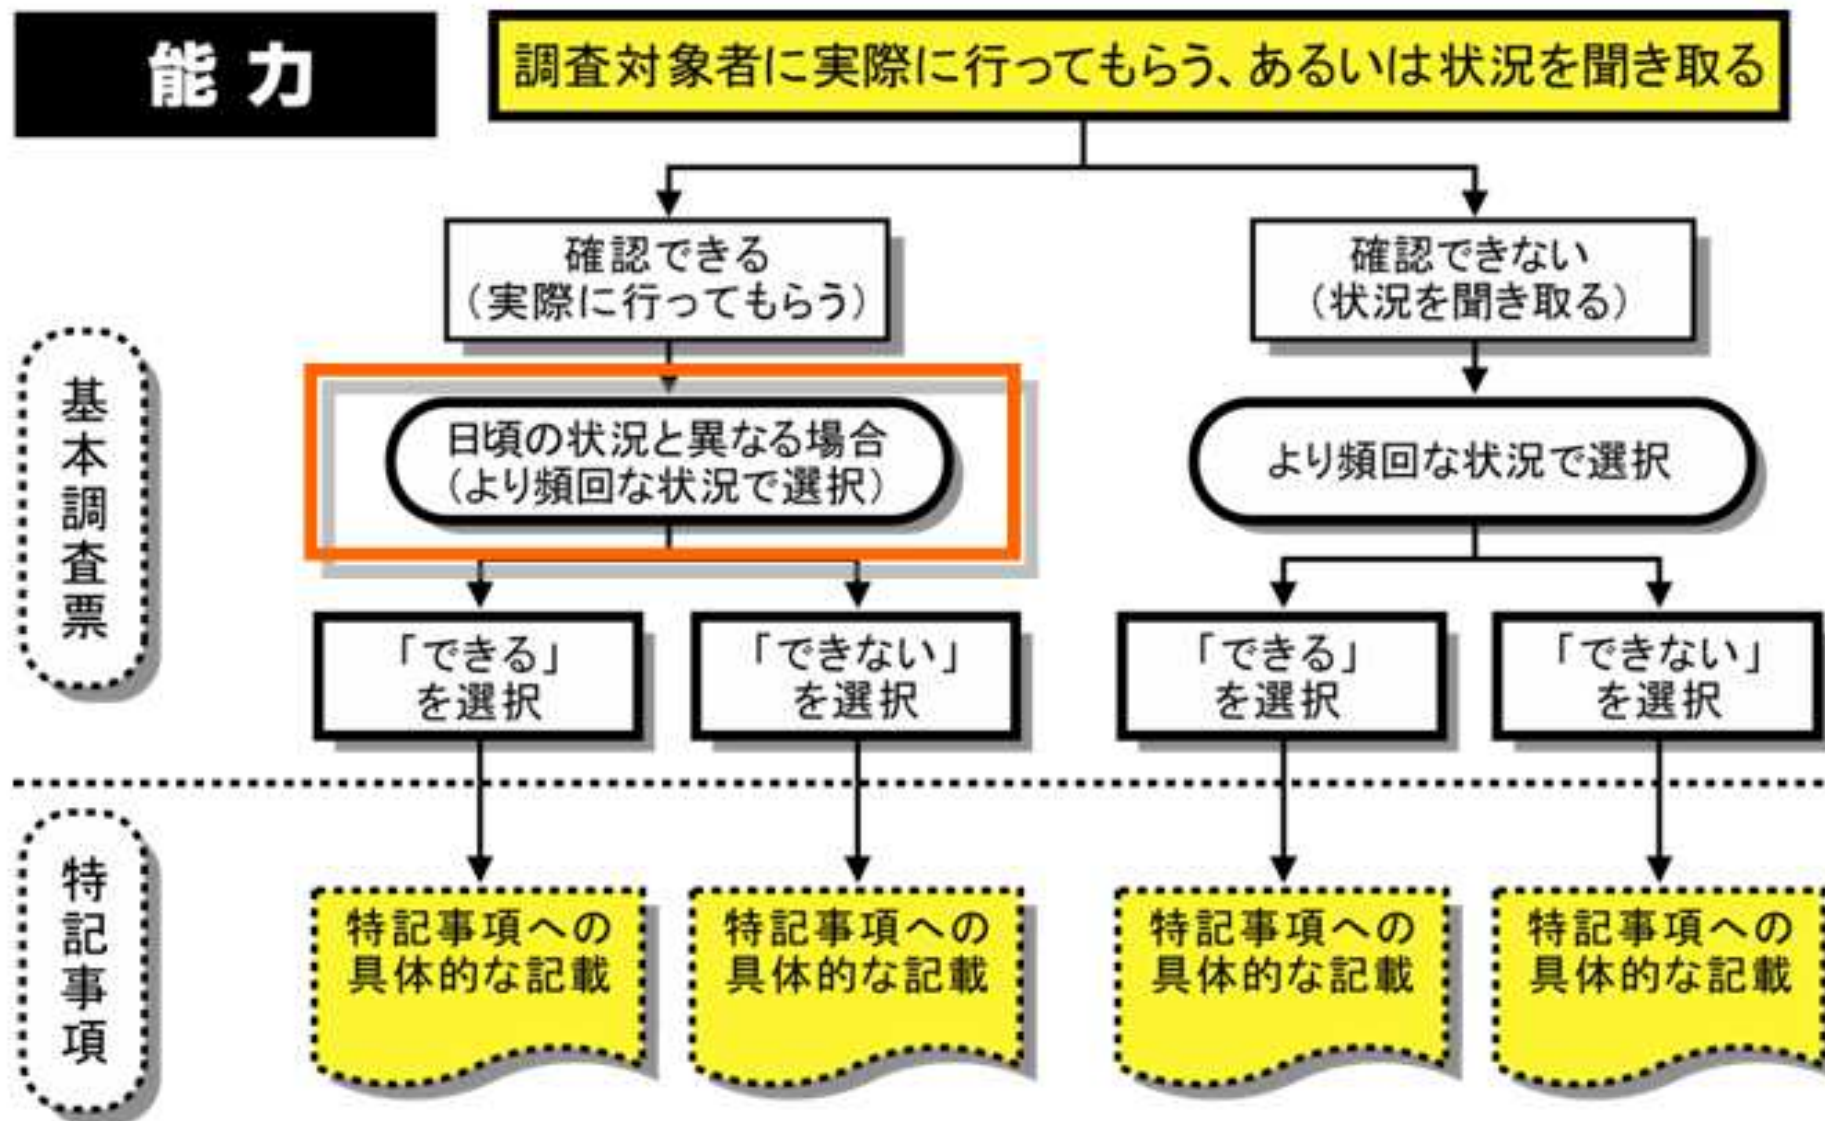 能力
調査対象者に実際に行ってもらう、あるいは状況を聞き取る
確認できる
（実際に行ってもらう）
確認できない
（状況を聞き取る）
基本調査票
日頃の状況と異なる場合
（より頻回な状況で選択）
より頻回な状況で選択
「できる」
を選択
「できない」
を選択
「できる」
を選択
「できない」
を選択
特記事項
特記事項への
具体的な記載
特記事項への
具体的な記載
特記事項への
具体的な記載
特記事項への
具体的な記載